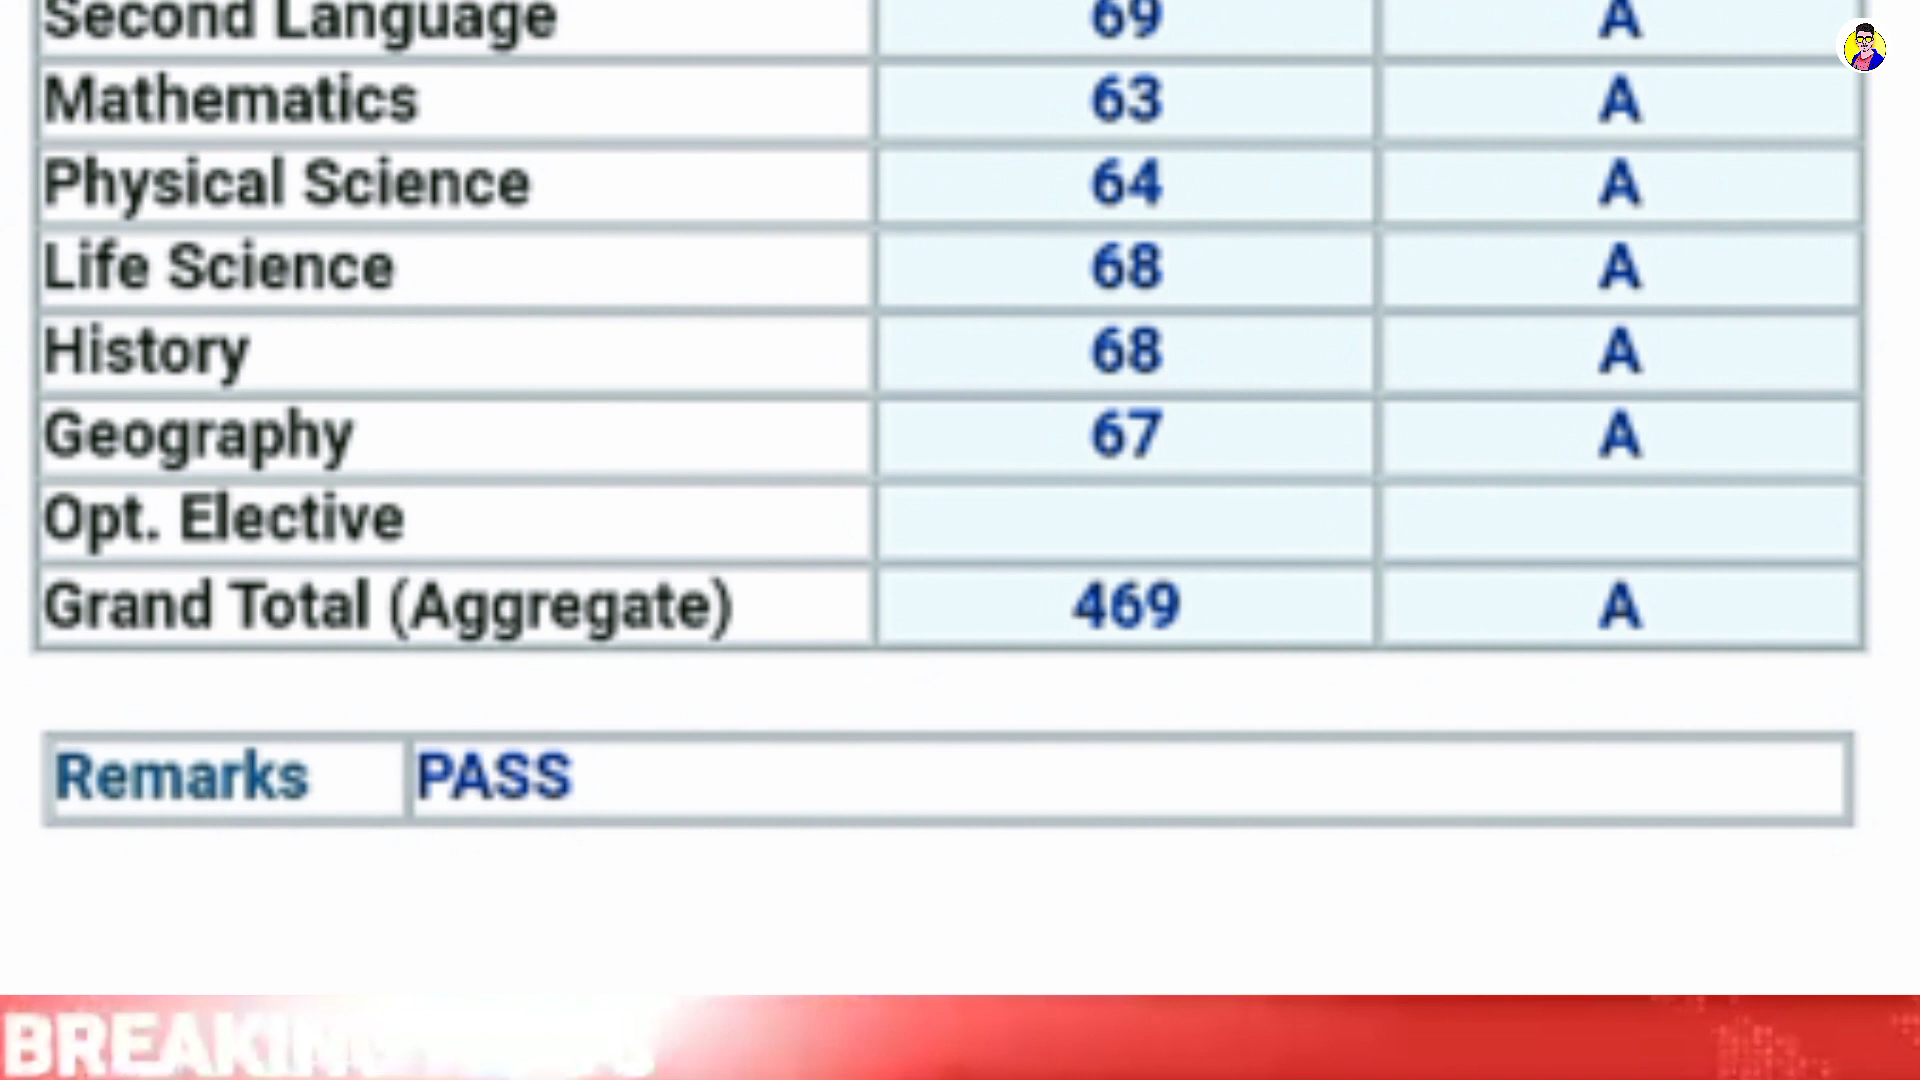 Second Language 69 A
Mathematics 63 A
Physical Science 64 A
Life Science 68 A
History 68 A
Geography 67 A
Opt. Elective
Grand Total (Aggregate) 469 A
Remarks PASS
BREAKING